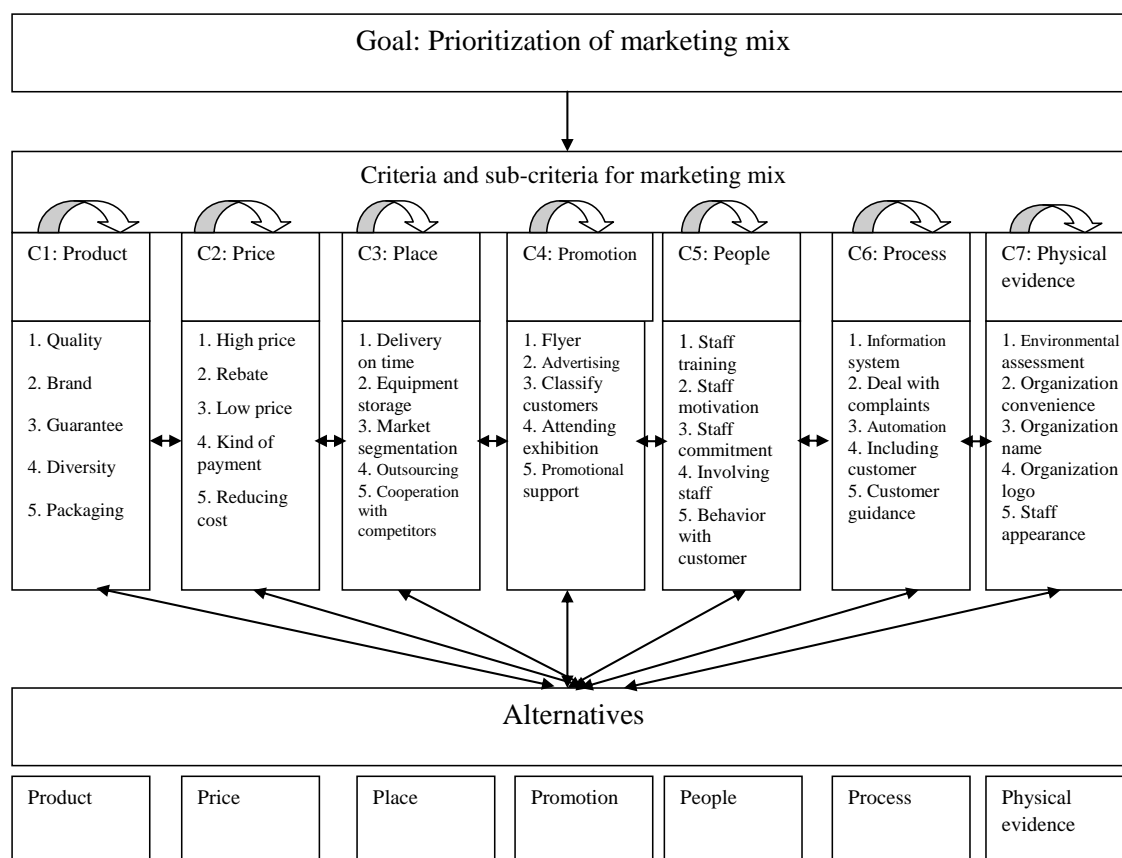 Goal: Prioritization of marketing mix
Criteria and sub-criteria for marketing mix
C1: Product
1. Quality
2. Brand
3. Guarantee
4. Diversity
5. Packaging
C2: Price
1. High price
2. Rebate
3. Low price
4. Kind of
payment
5. Reducing
cost
C3: Place
1. Delivery
on time
2. Equipment
storage
3. Market
segmentation
4. Outsourcing
5. Cooperation
with
competitors
C4: Promotion
1. Flyer
2. Advertising
3. Classify
customers
4. Attending
exhibition
5. Promotional
support
C5: People
1. Staff
training
2. Staff
motivation
3. Staff
commitment
4. Involving
staff
5. Behavior
with
customer
C6: Process
1. Information
system
2. Deal with
complaints
3. Automation
4. Including
customer
5. Customer
guidance
C7: Physical
evidence
1. Environmental
assessment
2. Organization
convenience
3. Organization
name
4. Organization
logo
5. Staff
appearance
Alternatives
Product
Price
Place
Promotion
People
Process
Physical
evidence